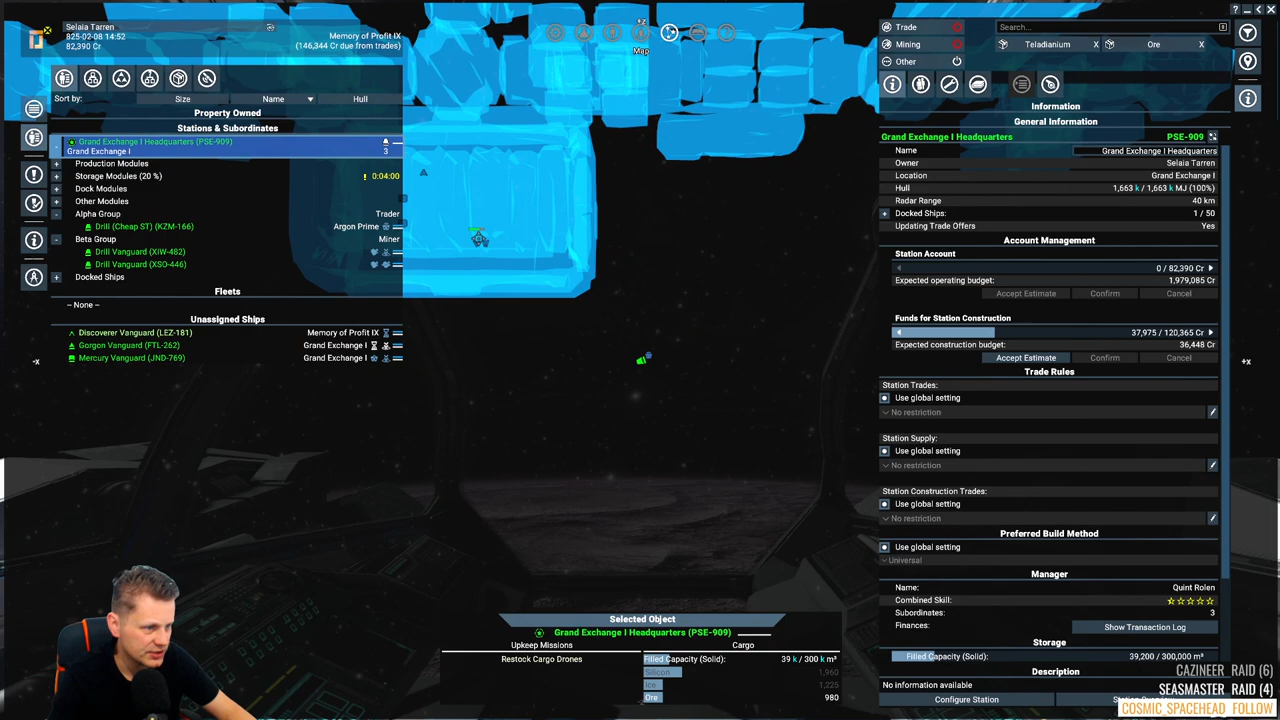 Selaia Tarren
825-02-08 14:52
82,390 Cr
Memory of Profit IX
(146,344 Cr due from trades)
Map
Sort by:
Size
Name
Hull
Property Owned
Stations & Subordinates
Grand Exchange I Headquarters (PSE-909)
Grand Exchange I
3
Production Modules
Storage Modules (20 %)
! 0:04:00
Dock Modules
Other Modules
Alpha Group
Trader
Drill (Cheap ST) (KZM-166)
Argon Prime
Beta Group
Miner
Drill Vanguard (XIW-482)
Drill Vanguard (XSO-446)
Docked Ships
Fleets
-- None --
Unassigned Ships
Discoverer Vanguard (LEZ-181)
Memory of Profit IX
Gorgon Vanguard (FTL-262)
Grand Exchange I
Mercury Vanguard (JND-769)
Grand Exchange I
-x
+x
Selected Object
Grand Exchange I Headquarters (PSE-909)
Upkeep Missions
Cargo
Restock Cargo Drones
Filled Capacity (Solid):
39 k / 300 k m³
Silicon
1,960
Ice
1,225
Ore
980
Trade
Mining
Other
Search...
Teladianium
X
Ore
X
Information
General Information
Grand Exchange I Headquarters
PSE-909
Name
Grand Exchange I Headquarters
Owner
Selaia Tarren
Location
Grand Exchange I
Hull
1,663 k / 1,663 k MJ (100%)
Radar Range
40 km
Docked Ships:
1 / 50
Updating Trade Offers
Yes
Account Management
Station Account
0 / 82,390 Cr
Expected operating budget:
1,979,085 Cr
Accept Estimate
Confirm
Cancel
Funds for Station Construction
37,975 / 120,365 Cr
Expected construction budget:
36,448 Cr
Accept Estimate
Confirm
Cancel
Trade Rules
Station Trades:
Use global setting
No restriction
Station Supply:
Use global setting
No restriction
Station Construction Trades:
Use global setting
No restriction
Preferred Build Method
Use global setting
Universal
Manager
Name:
Quint Rolen
Combined Skill:
Subordinates:
3
Finances:
Show Transaction Log
Storage
Filled Capacity (Solid):
39,200 / 300,000 m³
Description
No information available
Configure Station
CAZINEER_RAID (6)
SEASMASTER_RAID (4)
COSMIC_SPACEHEAD_FOLLOW